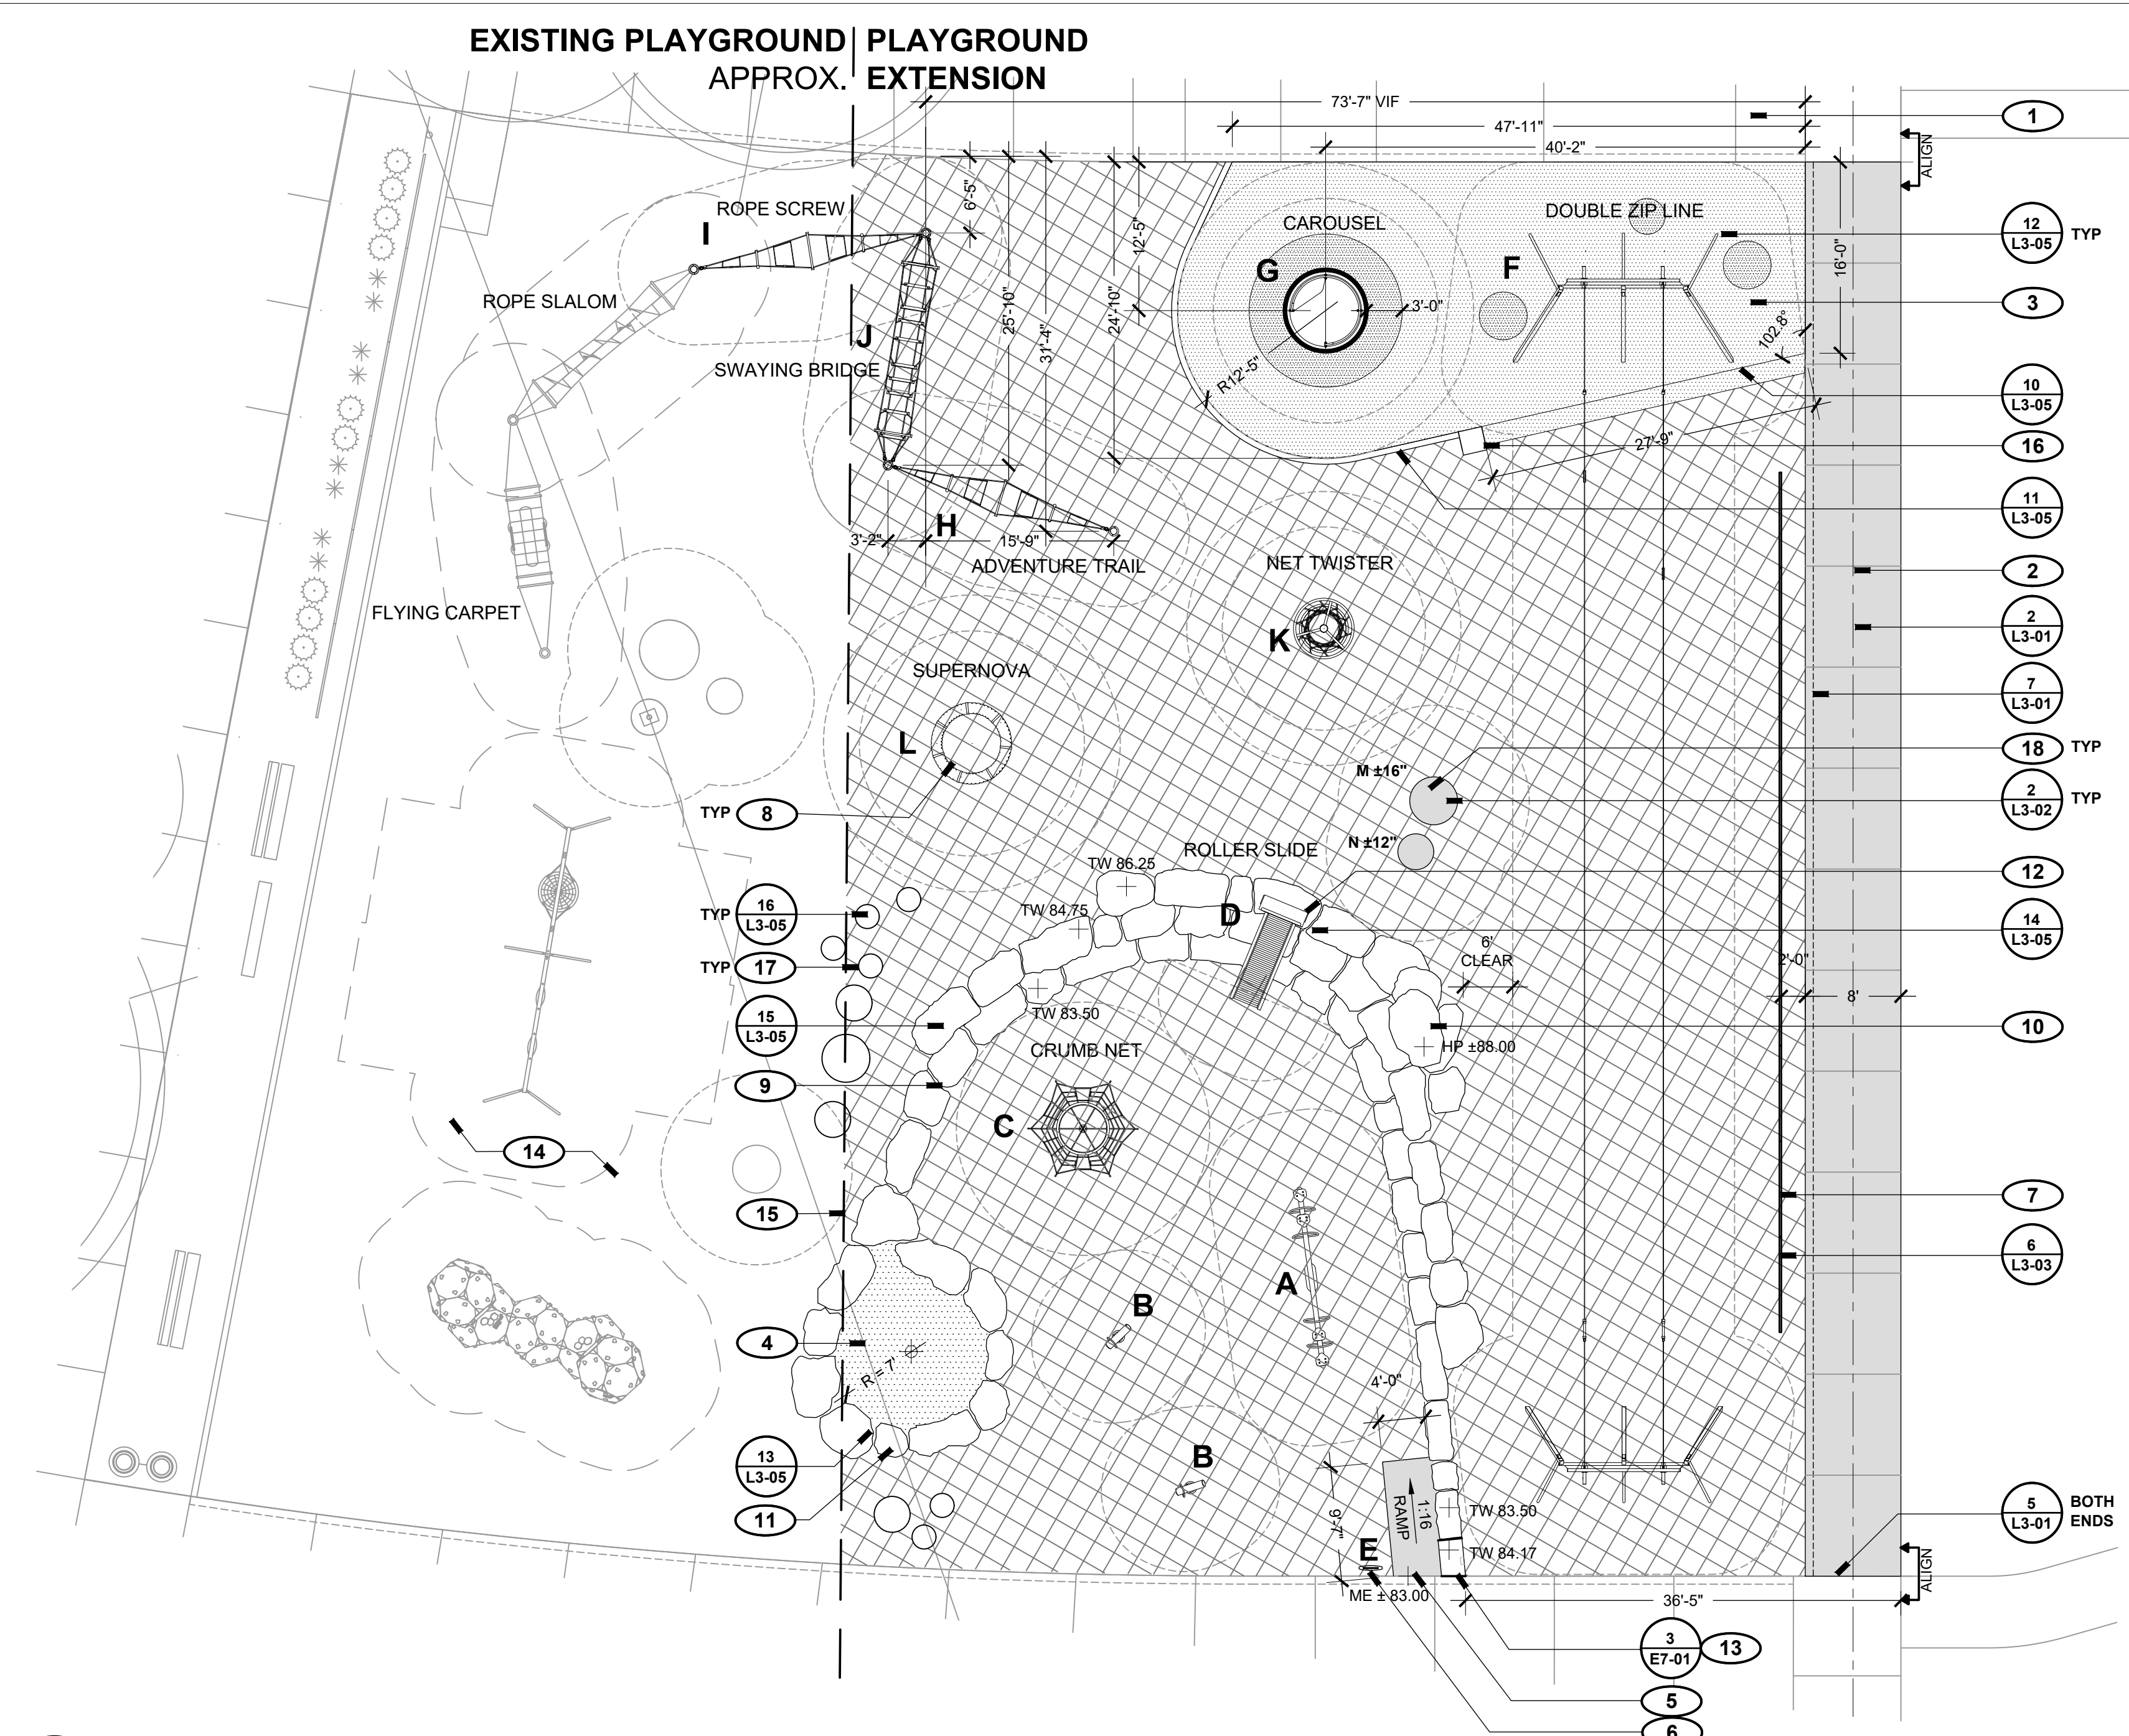 EXISTING PLAYGROUND PLAYGROUND
APPROX. EXTENSION
73'-7" VIF
47'-11"
40'-2"
1
ALIGN
ROPE SCREW
I
6'-5"
12'-5"
CAROUSEL
G
3'-0"
R12'-5"
DOUBLE ZIP LINE
F
16'-0"
102.8°
12
L3-05
TYP
3
ROPE SLALOM
J
SWAYING BRIDGE
25'-10"
31'-4"
24'-10"
10
L3-05
16
27'-9"
11
L3-05
3'-2"
H
15'-9"
ADVENTURE TRAIL
NET TWISTER
K
2
2
L3-01
FLYING CARPET
SUPERNOVA
L
7
L3-01
18
TYP
M ±16"
2
L3-02
TYP
TYP
8
N ±12"
ROLLER SLIDE
TW 86.25
12
TYP
16
L3-05
TW 84.75
D
14
L3-05
6'
CLEAR
2'-0"
8'
TYP
17
15
L3-05
TW 83.50
10
HP ±88.00
CRUMB NET
9
C
14
15
7
6
L3-03
A
B
4
R = 7'
4'-0"
13
L3-05
11
B
1:16
RAMP
9'-7"
TW 83.50
TW 84.17
5
L3-01
BOTH
ENDS
ALIGN
E
ME ± 83.00
36'-5"
3
E7-01
13
5
6